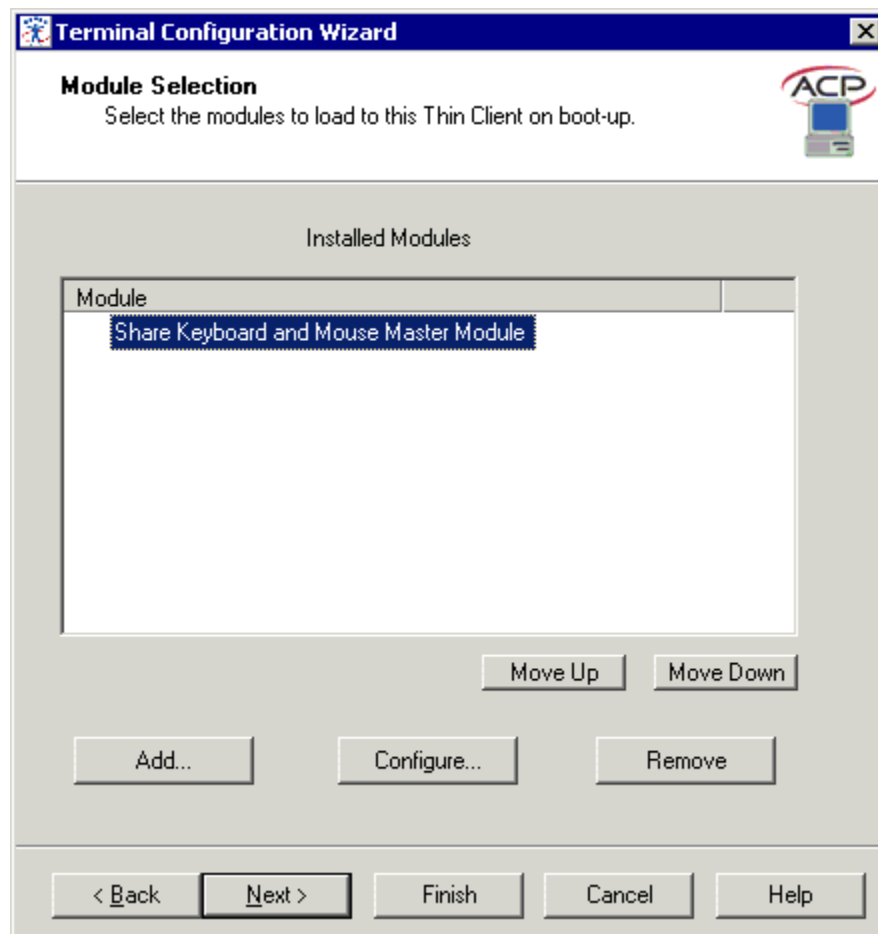 Terminal Configuration Wizard
Module Selection
Select the modules to load to this Thin Client on boot-up.
ACP
Installed Modules
Module
Share Keyboard and Mouse Master Module
Move Up Move Down
Add... Configure... Remove
< Back Next > Finish Cancel Help